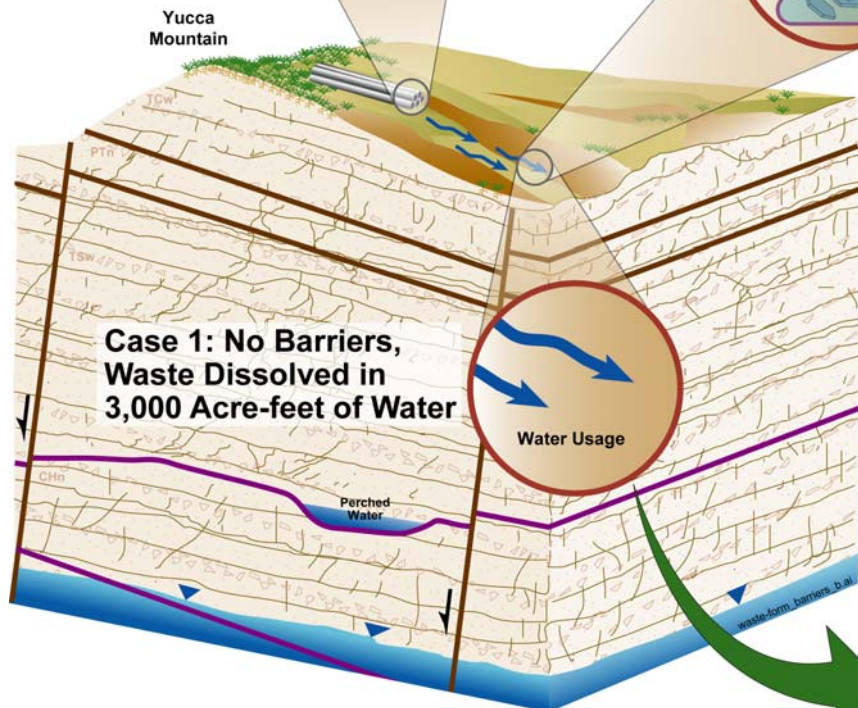 Yucca
Mountain
TCw
PTn
TSw
Case 1: No Barriers,
Waste Dissolved in
3,000 Acre-feet of Water
Water Usage
CHn
Perched
Water
waste-form_barriers_b.ai